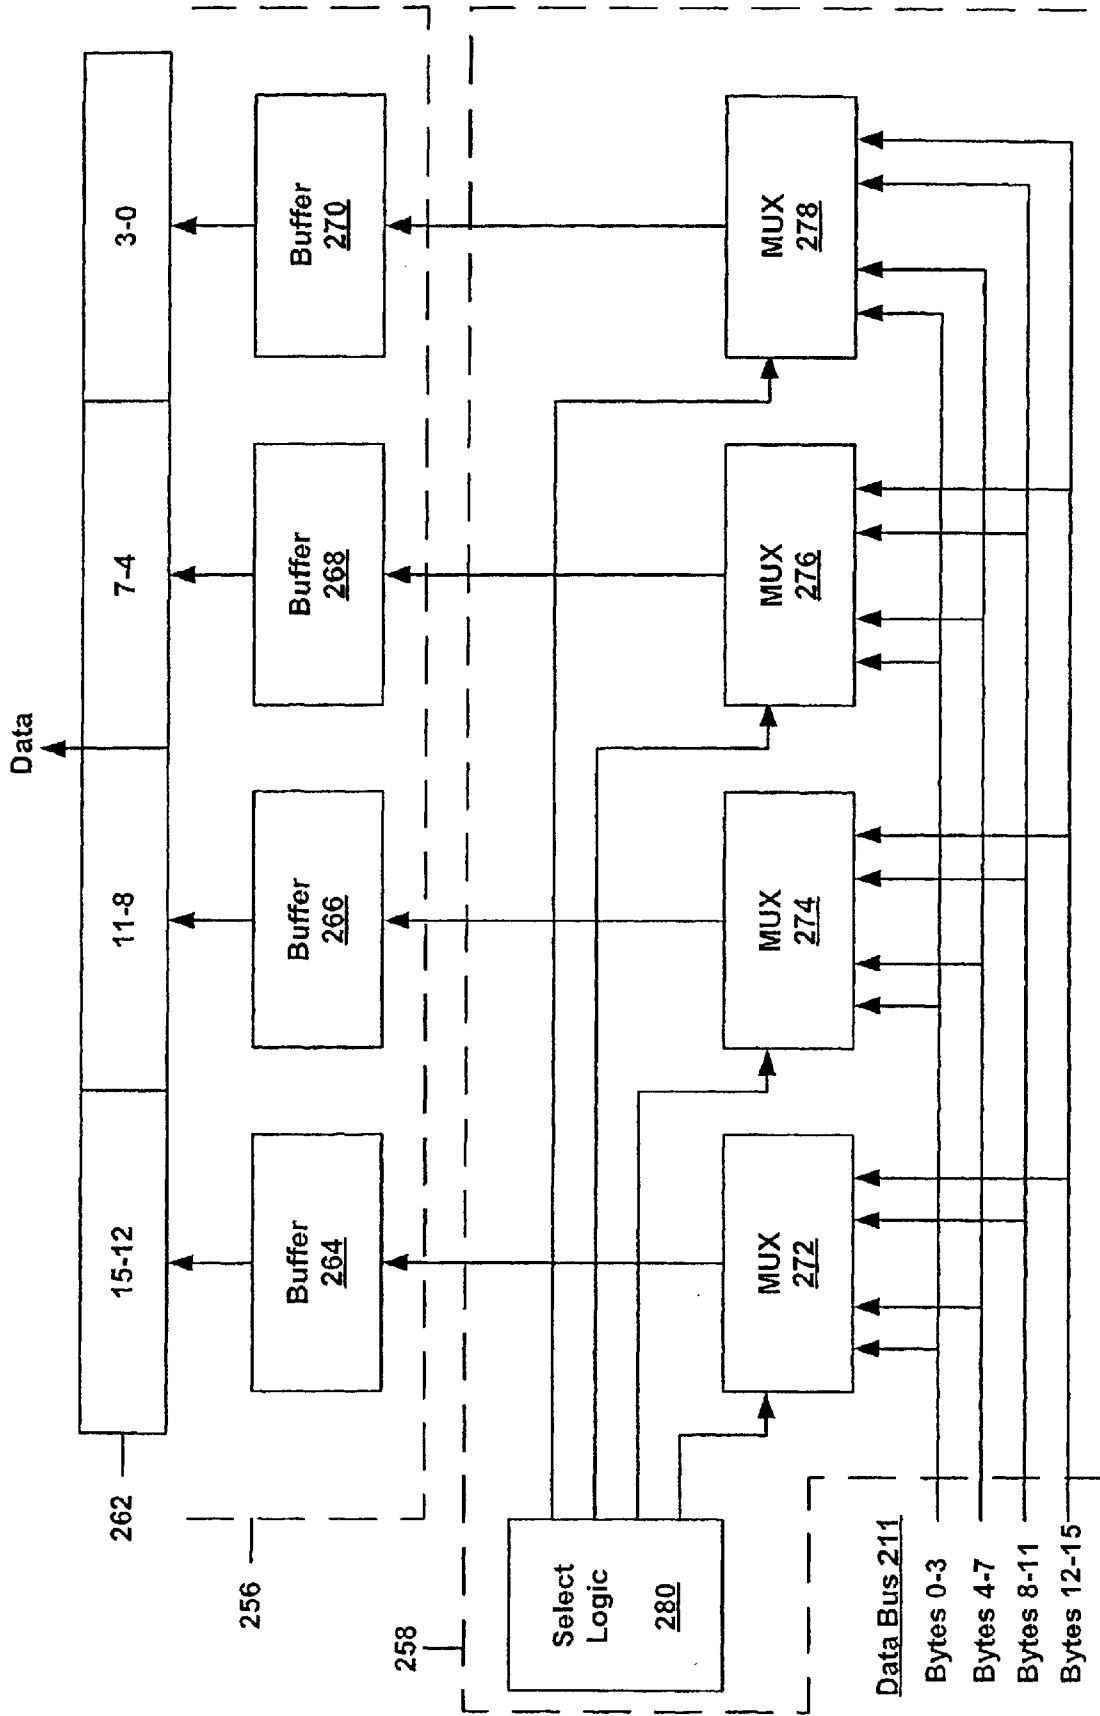 Data
15-12
11-8
7-4
3-0
262
Buffer
264
Buffer
266
Buffer
268
Buffer
270
256
258
Select
Logic
280
MUX
272
MUX
274
MUX
276
MUX
278
Data Bus 211
Bytes 0-3
Bytes 4-7
Bytes 8-11
Bytes 12-15